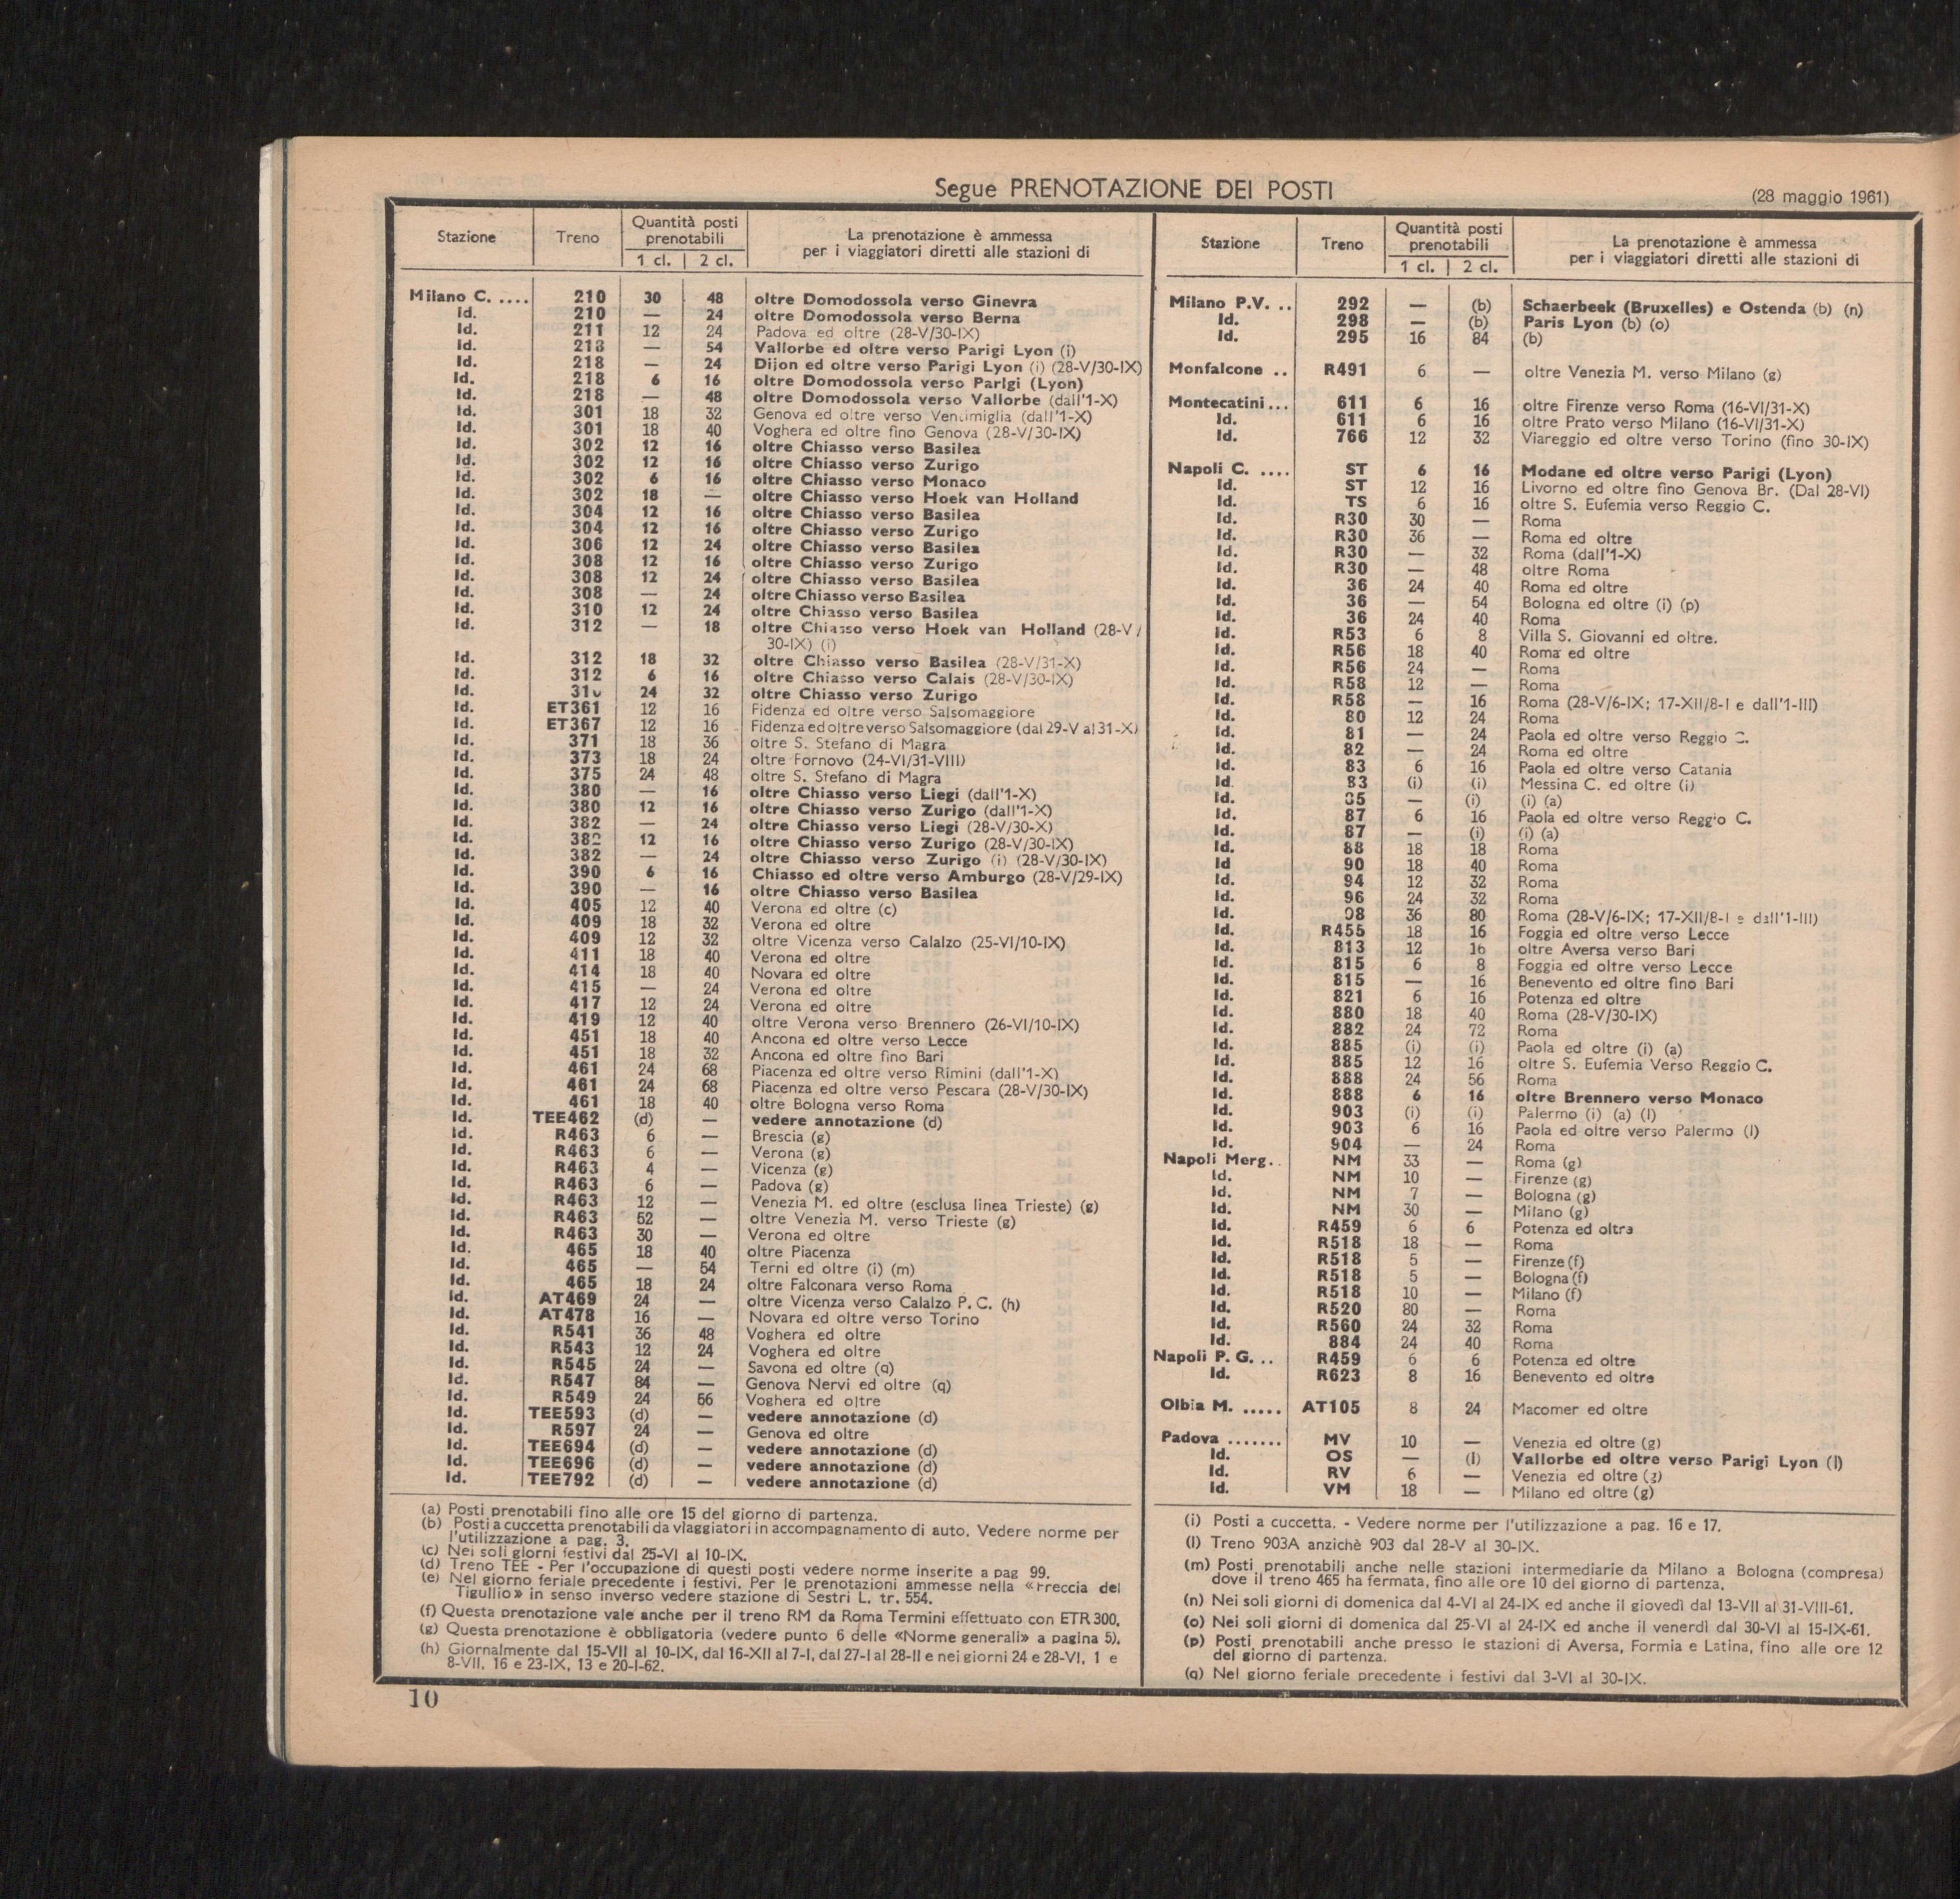 Segue PRENOTAZIONE DEI POSTI
(28 maggio 1961)
Stazione Treno Quantità posti prenotabili 1 cl. 2 cl. La prenotazione è ammessa per i viaggiatori diretti alle stazioni di
Milano C. .... 210 30 48 oltre Domodossola verso Ginevra
Id. 210 — 24 oltre Domodossola verso Berna
Id. 211 12 24 Padova ed oltre (28-V/30-IX)
Id. 218 — 54 Vallorbe ed oltre verso Parigi Lyon (i)
Id. 218 — 24 Dijon ed oltre verso Parigi Lyon (i) (28-V/30-IX)
Id. 218 6 16 oltre Domodossola verso Parigi (Lyon)
Id. 218 — 48 oltre Domodossola verso Vallorbe (dall'1-X)
Id. 301 18 32 Genova ed oltre verso Ventimiglia (dall'1-X)
Id. 301 18 40 Voghera ed oltre fino Genova (28-V/30-IX)
Id. 302 12 16 oltre Chiasso verso Basilea
Id. 302 12 16 oltre Chiasso verso Zurigo
Id. 302 6 16 oltre Chiasso verso Monaco
Id. 302 18 — oltre Chiasso verso Hoek van Holland
Id. 304 12 16 oltre Chiasso verso Basilea
Id. 304 12 16 oltre Chiasso verso Zurigo
Id. 306 12 24 oltre Chiasso verso Basilea
Id. 308 12 16 oltre Chiasso verso Zurigo
Id. 308 12 24 oltre Chiasso verso Basilea
Id. 308 — 24 oltre Chiasso verso Basilea
Id. 310 12 24 oltre Chiasso verso Basilea
Id. 312 — 18 oltre Chiasso verso Hoek van Holland (28-V/
30-IX) (i)
Id. 312 18 32 oltre Chiasso verso Basilea (28-V/31-X)
Id. 312 6 16 oltre Chiasso verso Calais (28-V/30-IX)
Id. 24 32 oltre Chiasso verso Zurigo
Id. ET361 12 16 Fidenza ed oltre verso Salsomaggiore
Id. ET367 12 16 Fidenza ed oltre verso Salsomaggiore (dal 29-V al 31-X)
Id. 371 18 36 oltre S. Stefano di Magra
Id. 373 18 24 oltre Fornovo (24-VI/31-VIII)
Id. 375 24 48 oltre S. Stefano di Magra
Id. 380 — 16 oltre Chiasso verso Liegi (dall'1-X)
Id. 380 12 16 oltre Chiasso verso Zurigo (dall'1-X)
Id. 382 — 24 oltre Chiasso verso Liegi (28-V/30-X)
Id. 382 12 16 oltre Chiasso verso Zurigo (28-V/30-IX)
Id. 382 — 24 oltre Chiasso verso Zurigo (i) (28-V/30-IX)
Id. 390 6 16 Chiasso ed oltre verso Amburgo (28-V/29-IX)
Id. 390 — 16 oltre Chiasso verso Basilea
Id. 405 12 40 Verona ed oltre (c)
Id. 409 18 32 Verona ed oltre
Id. 409 12 32 oltre Vicenza verso Calalzo (25-VI/10-IX)
Id. 411 18 40 Verona ed oltre
Id. 414 18 40 Novara ed oltre
Id. 415 — 24 Verona ed oltre
Id. 417 12 24 Verona ed oltre
Id. 419 12 40 oltre Verona verso Brennero (26-VI/10-IX)
Id. 451 18 40 Ancona ed oltre verso Lecce
Id. 451 18 32 Ancona ed oltre fino Bari
Id. 461 24 68 Piacenza ed oltre verso Rimini (dall'1-X)
Id. 461 24 68 Piacenza ed oltre verso Pescara (28-V/30-IX)
Id. 461 18 40 oltre Bologna verso Roma
Id. TEE462 (d) — vedere annotazione (d)
Id. R463 6 — Brescia (g)
Id. R463 6 — Verona (g)
Id. R463 4 — Vicenza (g)
Id. R463 6 — Padova (g)
Id. R463 12 — Venezia M. ed oltre (esclusa linea Trieste) (g)
Id. R463 52 — oltre Venezia M. verso Trieste (g)
Id. R463 30 — Verona ed oltre
Id. 465 18 40 oltre Piacenza
Id. 465 — 54 Terni ed oltre (i) (m)
Id. 465 18 24 oltre Falconara verso Roma
Id. AT469 24 — oltre Vicenza verso Calalzo P. C. (h)
Id. AT478 16 — Novara ed oltre verso Torino
Id. R541 36 48 Voghera ed oltre
Id. R543 12 24 Voghera ed oltre
Id. R545 24 — Savona ed oltre (q)
Id. R547 84 — Genova Nervi ed oltre (q)
Id. R549 24 56 Voghera ed oltre
Id. TEE593 (d) — vedere annotazione (d)
Id. R597 24 — Genova ed oltre
Id. TEE694 (d) — vedere annotazione (d)
Id. TEE696 (d) — vedere annotazione (d)
Id. TEE792 (d) — vedere annotazione (d)
(a) Posti prenotabili fino alle ore 15 del giorno di partenza.
(b) Posti a cuccetta prenotabili da viaggiatori in accompagnamento di auto. Vedere norme per
l'utilizzazione a pag. 3.
(c) Nei soli giorni festivi dal 25-VI al 10-IX.
(d) Treno TEE - Per l'occupazione di questi posti vedere norme inserite a pag 99.
(e) Nel giorno feriale precedente i festivi. Per le prenotazioni ammesse nella «Freccia del
Tigullio» in senso inverso vedere stazione di Sestri L. tr. 554.
(f) Questa prenotazione vale anche per il treno RM da Roma Termini effettuato con ETR 300.
(g) Questa prenotazione è obbligatoria (vedere punto 6 delle «Norme generali» a pagina 5).
(h) Giornalmente dal 15-VII al 10-IX, dal 16-XII al 7-I, dal 27-I al 28-II e nei giorni 24 e 28-VI, 1 e
8-VII, 16 e 23-IX, 13 e 20-I-62.
10
Stazione Treno Quantità posti prenotabili 1 cl. 2 cl. La prenotazione è ammessa per i viaggiatori diretti alle stazioni di
Milano P.V. .. 292 — (b) Schaerbeek (Bruxelles) e Ostenda (b) (n)
Id. 298 — (b) Paris Lyon (b) (o)
Id. 295 16 84 (b)
Monfalcone .. R491 6 — oltre Venezia M. verso Milano (g)
Montecatini... 611 6 16 oltre Firenze verso Roma (16-VI/31-X)
Id. 611 6 16 oltre Prato verso Milano (16-VI/31-X)
Id. 766 12 32 Viareggio ed oltre verso Torino (fino 30-IX)
Napoli C. .... ST 6 16 Modane ed oltre verso Parigi (Lyon)
Id. ST 12 16 Livorno ed oltre fino Genova Br. (Dal 28-VI)
Id. TS 6 16 oltre S. Eufemia verso Reggio C.
Id. R30 30 — Roma
Id. R30 36 — Roma ed oltre
Id. R30 — 32 Roma (dall'1-X)
Id. R30 — 48 oltre Roma
Id. 36 24 40 Roma ed oltre
Id. 36 — 54 Bologna ed oltre (i) (p)
Id. 36 24 40 Roma
Id. R53 6 8 Villa S. Giovanni ed oltre.
Id. R56 18 40 Roma ed oltre
Id. R56 24 — Roma
Id. R58 12 — Roma
Id. R58 — 16 Roma (28-V/6-IX; 17-XII/8-I e dall'1-III)
Id. 80 12 24 Roma
Id. 81 — 24 Paola ed oltre verso Reggio C.
Id. 82 — 24 Roma ed oltre
Id. 83 6 16 Paola ed oltre verso Catania
Id 83 (i) (i) Messina C. ed oltre (i)
Id. 85 — (i) (i) (a)
Id. 87 6 16 Paola ed oltre verso Reggio C.
Id. 87 — (i) (i) (a)
Id. 88 18 18 Roma
Id 90 18 40 Roma
Id. 94 12 32 Roma
Id. 96 24 32 Roma
Id. 98 36 80 Roma (28-V/6-IX; 17-XII/8-I e dall'1-III)
Id. R455 18 16 Foggia ed oltre verso Lecce
Id. 813 12 16 oltre Aversa verso Bari
Id. 815 6 8 Foggia ed oltre verso Lecce
Id. 815 — 16 Benevento ed oltre fino Bari
Id. 821 6 16 Potenza ed oltre
Id. 880 18 40 Roma (28-V/30-IX)
Id. 882 24 72 Roma
Id. 885 (i) (i) Paola ed oltre (i) (a)
Id. 885 12 16 oltre S. Eufemia Verso Reggio C.
Id. 888 24 56 Roma
Id. 888 6 16 oltre Brennero verso Monaco
Id. 903 (i) (i) Palermo (i) (a) (l)
Id. 903 6 16 Paola ed oltre verso Palermo (l)
Id. 904 — 24 Roma
Napoli Merg.. NM 33 — Roma (g)
Id. NM 10 — Firenze (g)
Id. NM 7 — Bologna (g)
Id. NM 30 — Milano (g)
Id. R459 6 6 Potenza ed oltre
Id. R518 18 — Roma
Id. R518 5 — Firenze (f)
Id. R518 5 — Bologna (f)
Id. R518 10 — Milano (f)
Id. R520 80 — Roma
Id. R560 24 32 Roma
Id. 884 24 40 Roma
Napoli P. G. .. R459 6 6 Potenza ed oltre
Id. R623 8 16 Benevento ed oltre
Olbia M. ..... AT105 8 24 Macomer ed oltre
Padova ....... MV 10 — Venezia ed oltre (g)
Id. OS — (l) Vallorbe ed oltre verso Parigi Lyon (l)
Id. RV 6 — Venezia ed oltre (g)
Id. VM 18 — Milano ed oltre (g)
(i) Posti a cuccetta. - Vedere norme per l'utilizzazione a pag. 16 e 17.
(l) Treno 903A anzichè 903 dal 28-V al 30-IX.
(m) Posti prenotabili anche nelle stazioni intermediarie da Milano a Bologna (compresa)
dove il treno 465 ha fermata, fino alle ore 10 del giorno di partenza.
(n) Nei soli giorni di domenica dal 4-VI al 24-IX ed anche il giovedì dal 13-VII al 31-VIII-61.
(o) Nei soli giorni di domenica dal 25-VI al 24-IX ed anche il venerdì dal 30-VI al 15-IX-61.
(p) Posti prenotabili anche presso le stazioni di Aversa, Formia e Latina, fino alle ore 12
del giorno di partenza.
(q) Nel giorno feriale precedente i festivi dal 3-VI al 30-IX.